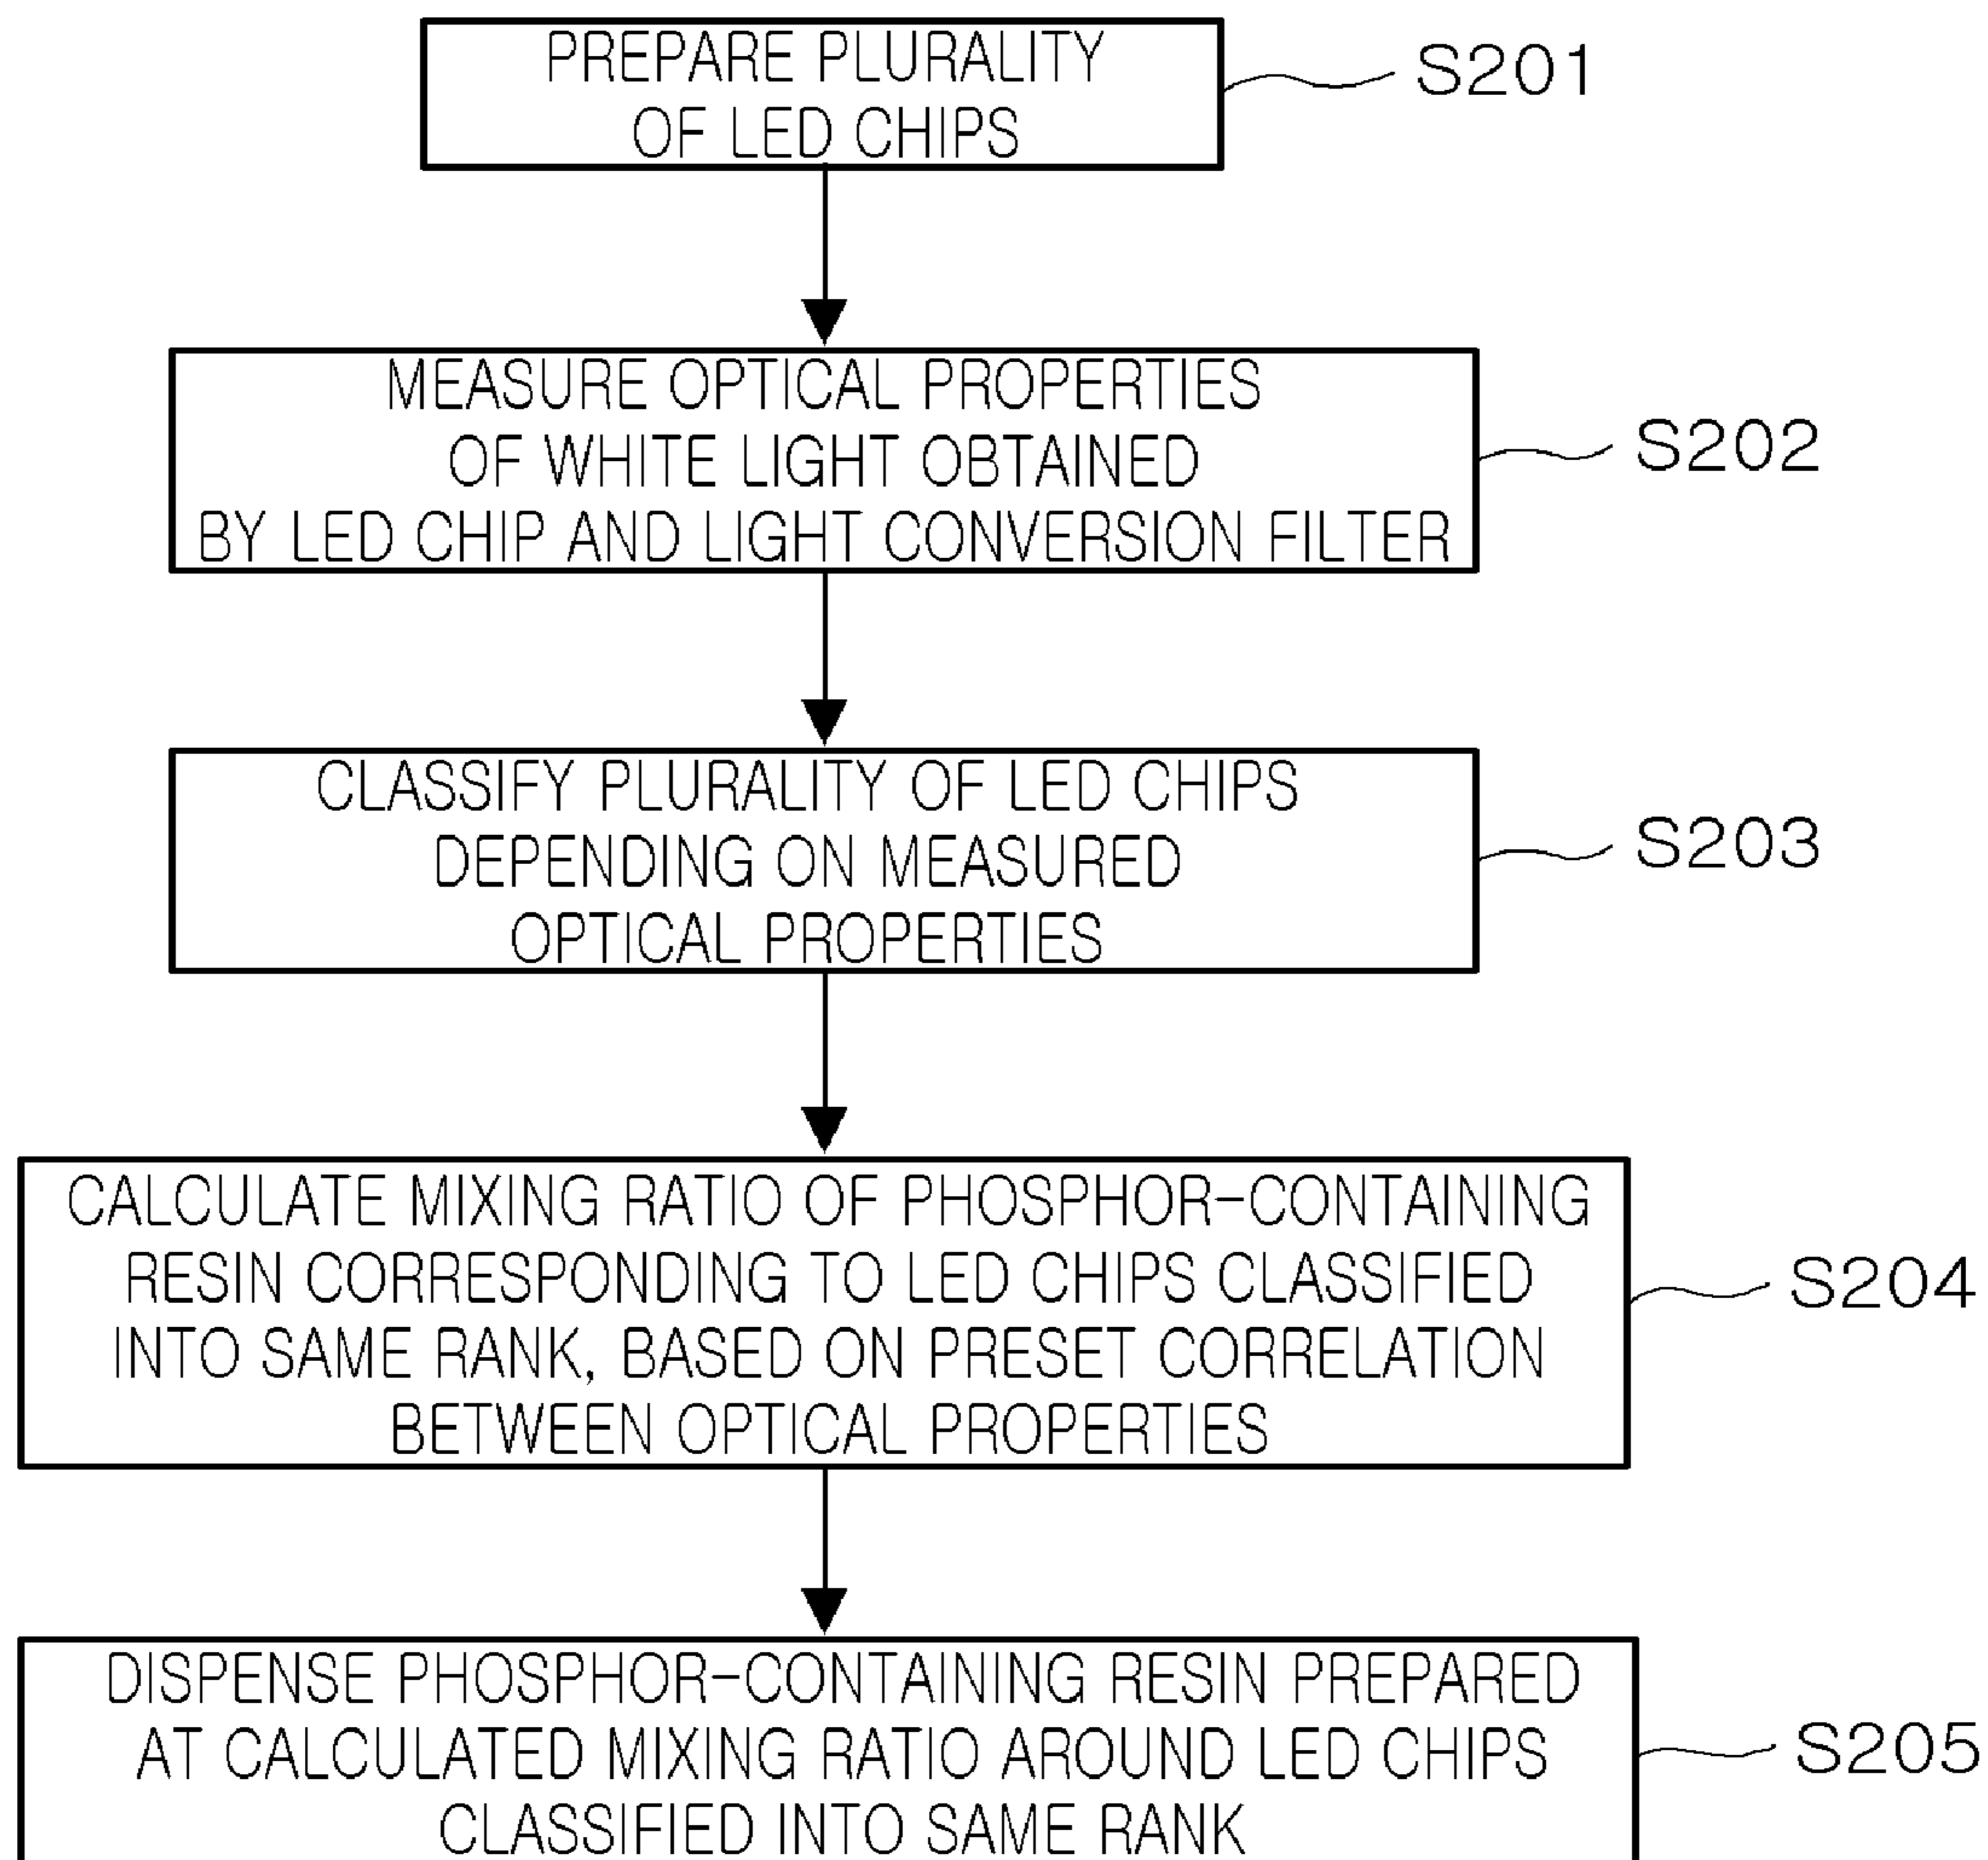 PREPARE PLURALITY
OF LED CHIPS
S201
MEASURE OPTICAL PROPERTIES
OF WHITE LIGHT OBTAINED
BY LED CHIP AND LIGHT CONVERSION FILTER
S202
CLASSIFY PLURALITY OF LED CHIPS
DEPENDING ON MEASURED
OPTICAL PROPERTIES
S203
CALCULATE MIXING RATIO OF PHOSPHOR-CONTAINING
RESIN CORRESPONDING TO LED CHIPS CLASSIFIED
INTO SAME RANK, BASED ON PRESET CORRELATION
BETWEEN OPTICAL PROPERTIES
S204
DISPENSE PHOSPHOR-CONTAINING RESIN PREPARED
AT CALCULATED MIXING RATIO AROUND LED CHIPS
CLASSIFIED INTO SAME RANK
S205